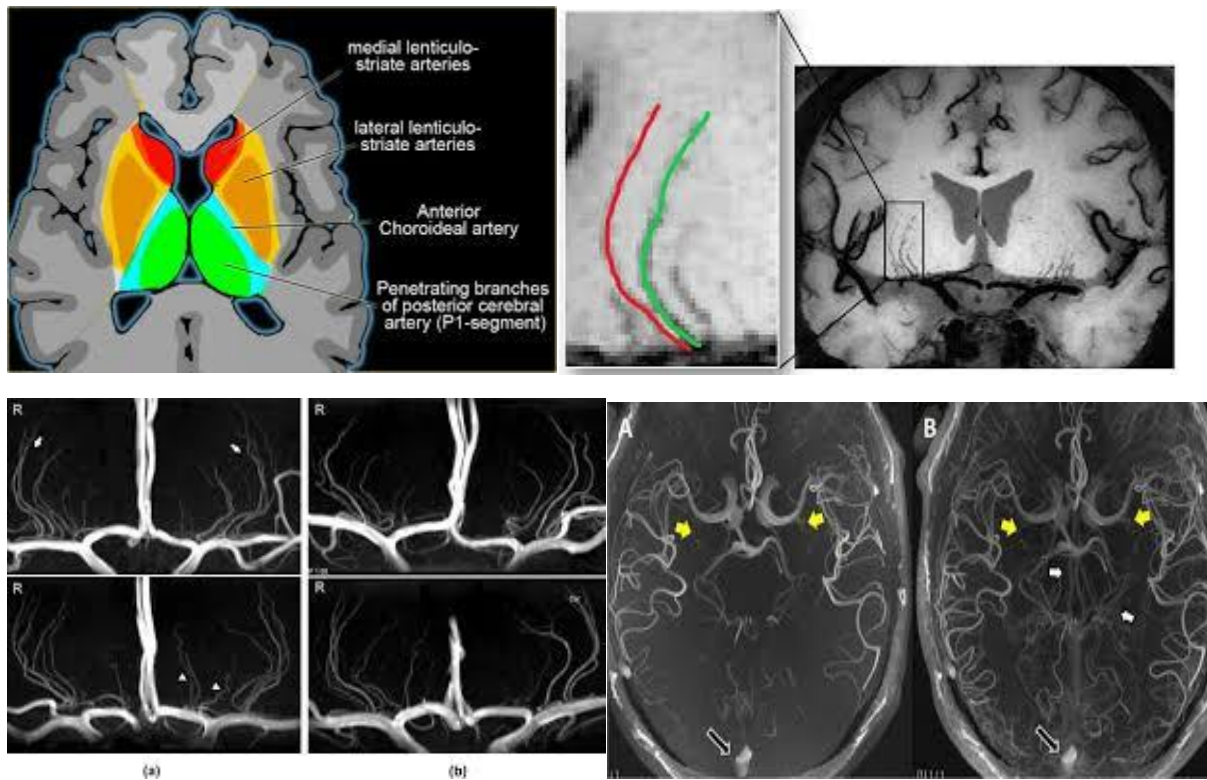 medial lenticulo-
striate arteries
lateral lenticulo-
striate arteries
Anterior
Choroideal artery
Penetrating branches
of posterior cerebral
artery (P1-segment)
R
R
R
R
(a)
(b)
A
B